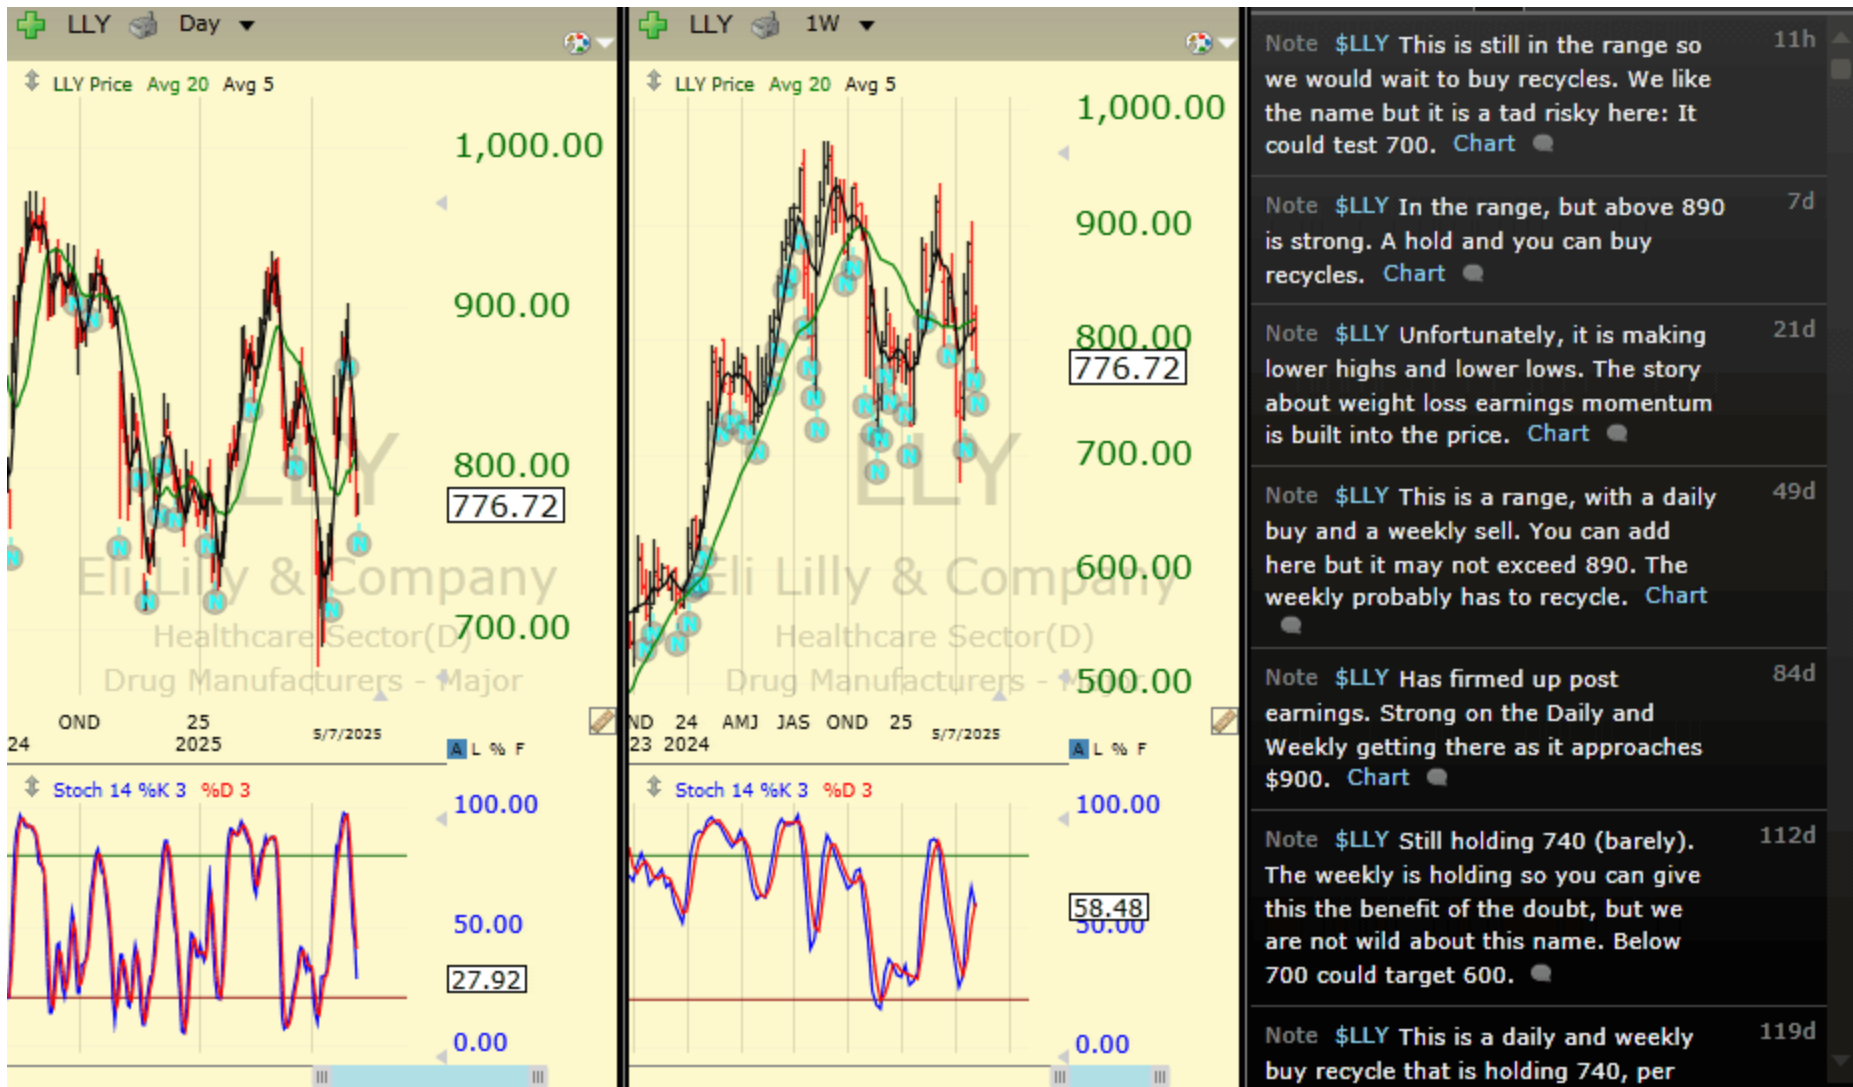 LLY Day
LLY Price Avg 20 Avg 5
1,000.00
900.00
800.00
776.72
700.00
LLY
Eli Lilly & Company
Healthcare Sector(D)
Drug Manufacturers - Major
OND 25
24 2025 5/7/2025
A L % F
Stoch 14 %K 3 %D 3
100.00
50.00
27.92
0.00
LLY 1W
LLY Price Avg 20 Avg 5
1,000.00
900.00
800.00
776.72
700.00
600.00
500.00
LLY
Eli Lilly & Company
Healthcare Sector(D)
Drug Manufacturers - Major
ND 24 AMJ JAS OND 25
23 2024 5/7/2025
A L % F
Stoch 14 %K 3 %D 3
100.00
58.48
50.00
0.00
Note $LLY This is still in the range so 11h
we would wait to buy recycles. We like
the name but it is a tad risky here: It
could test 700. Chart
Note $LLY In the range, but above 890 7d
is strong. A hold and you can buy
recycles. Chart
Note $LLY Unfortunately, it is making 21d
lower highs and lower lows. The story
about weight loss earnings momentum
is built into the price. Chart
Note $LLY This is a range, with a daily 49d
buy and a weekly sell. You can add
here but it may not exceed 890. The
weekly probably has to recycle. Chart
Note $LLY Has firmed up post 84d
earnings. Strong on the Daily and
Weekly getting there as it approaches
$900. Chart
Note $LLY Still holding 740 (barely). 112d
The weekly is holding so you can give
this the benefit of the doubt, but we
are not wild about this name. Below
700 could target 600.
Note $LLY This is a daily and weekly 119d
buy recycle that is holding 740, per